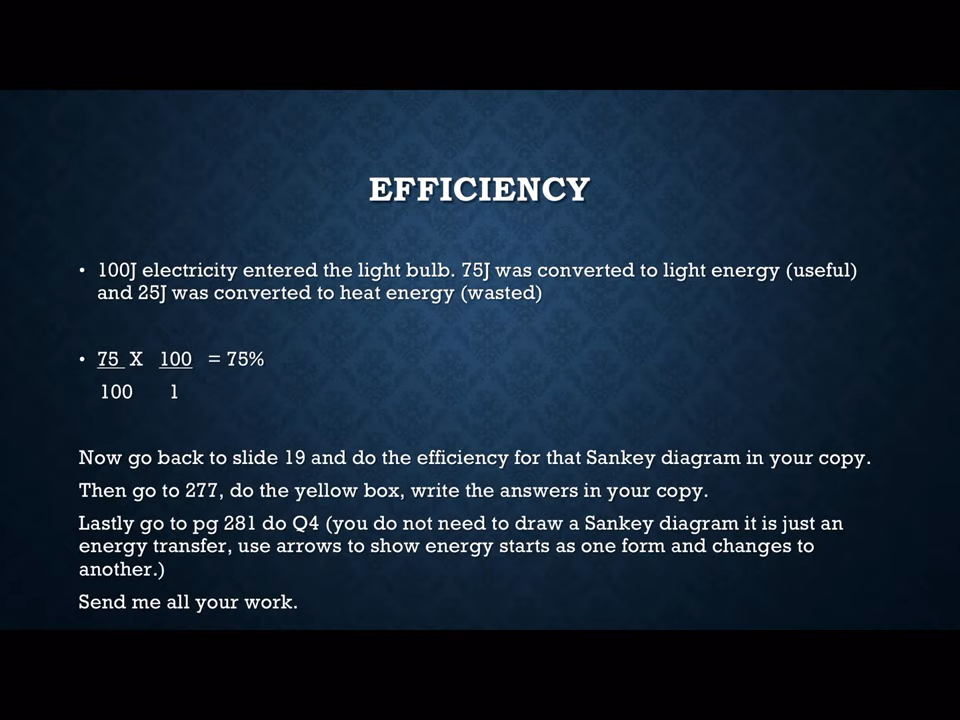 EFFICIENCY
• 100J electricity entered the light bulb. 75J was converted to light energy (useful)
and 25J was converted to heat energy (wasted)
• 75 X 100 = 75%
100 1
Now go back to slide 19 and do the efficiency for that Sankey diagram in your copy.
Then go to 277, do the yellow box, write the answers in your copy.
Lastly go to pg 281 do Q4 (you do not need to draw a Sankey diagram it is just an
energy transfer, use arrows to show energy starts as one form and changes to
another.)
Send me all your work.